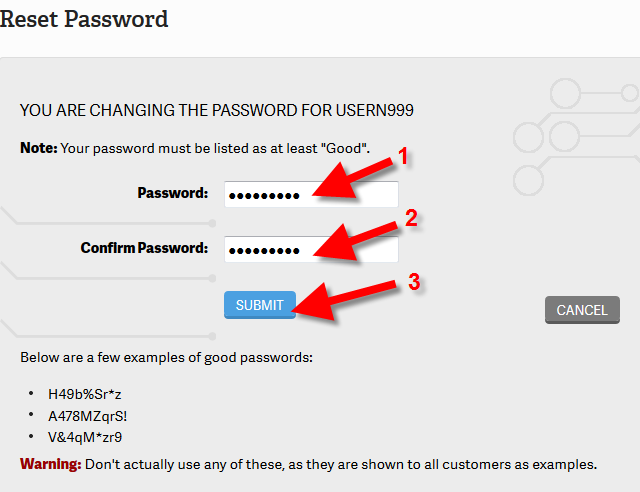 Reset Password
YOU ARE CHANGING THE PASSWORD FOR USERN999
Note: Your password must be listed as at least "Good".
1
Password: •••••••••
2
Confirm Password: •••••••••
3
SUBMIT
CANCEL
Below are a few examples of good passwords:
• H49b%Sr*z
• A478MZqrS!
• V&4qM*zr9
Warning: Don't actually use any of these, as they are shown to all customers as examples.